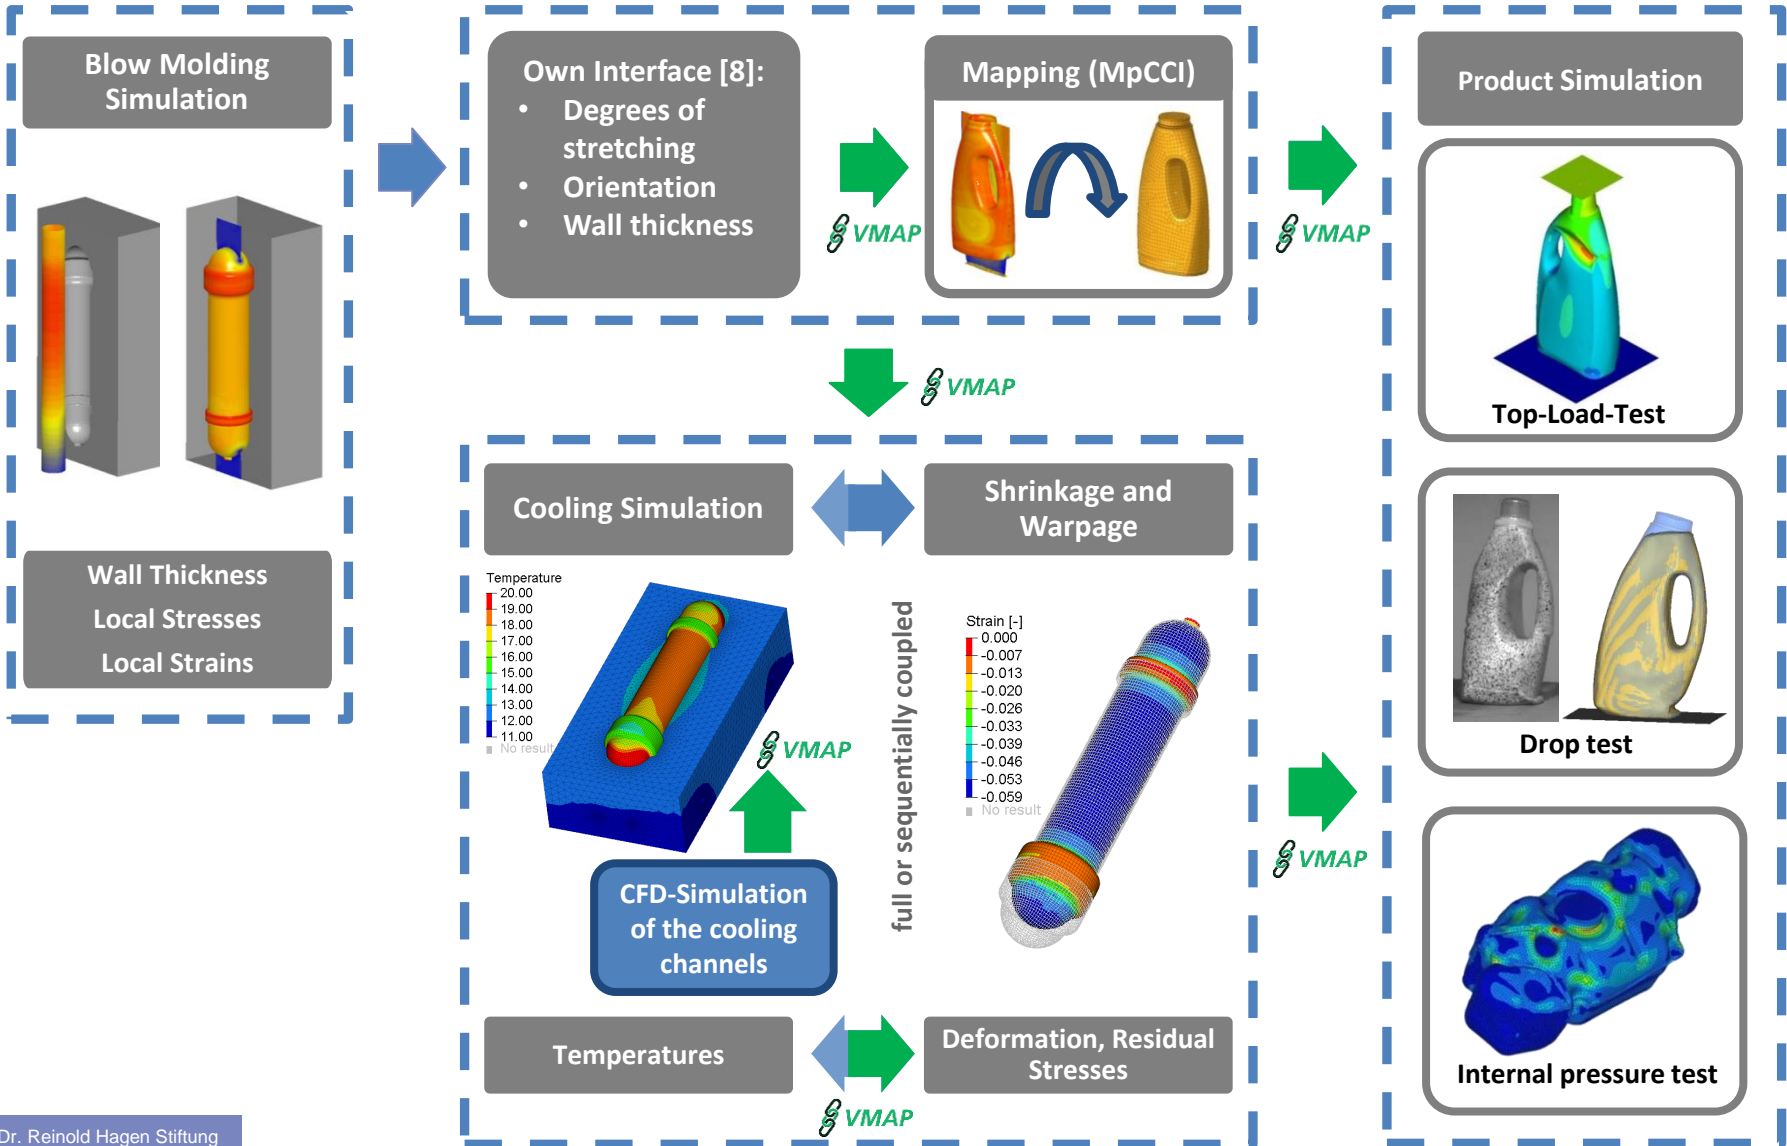 Blow Molding
Simulation
Wall Thickness
Local Stresses
Local Strains
Own Interface [8]:
• Degrees of
stretching
• Orientation
• Wall thickness
VMAP
Mapping (MpCCI)
VMAP
VMAP
Cooling Simulation
Shrinkage and
Warpage
Temperature
20.00
19.00
18.00
17.00
16.00
15.00
14.00
13.00
12.00
11.00
No result
VMAP
CFD-Simulation
of the cooling
channels
full or sequentially coupled
Strain [-]
0.000
-0.007
-0.013
-0.020
-0.026
-0.033
-0.039
-0.046
-0.053
-0.059
No result
Temperatures
VMAP
Deformation, Residual
Stresses
VMAP
Product Simulation
Top-Load-Test
Drop test
Internal pressure test
Dr. Reinold Hagen Stiftung